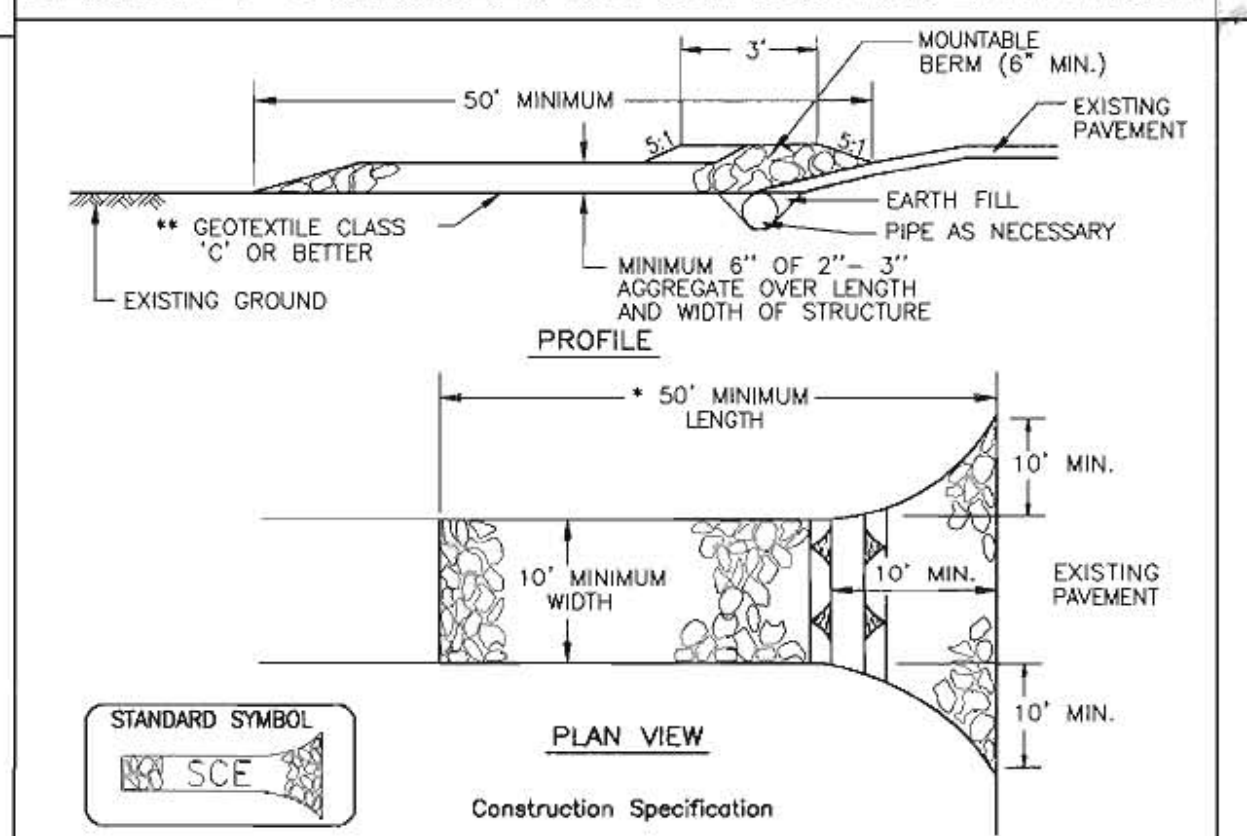 3'
MOUNTABLE
BERM (6" MIN.)
50' MINIMUM
EXISTING
PAVEMENT
5:1
5:1
** GEOTEXTILE CLASS
'C' OR BETTER
EARTH FILL
PIPE AS NECESSARY
EXISTING GROUND
MINIMUM 6" OF 2"- 3"
AGGREGATE OVER LENGTH
AND WIDTH OF STRUCTURE
PROFILE
* 50' MINIMUM
LENGTH
10' MIN.
10' MINIMUM
WIDTH
10' MIN.
EXISTING
PAVEMENT
10' MIN.
STANDARD SYMBOL
SCE
PLAN VIEW
Construction Specification